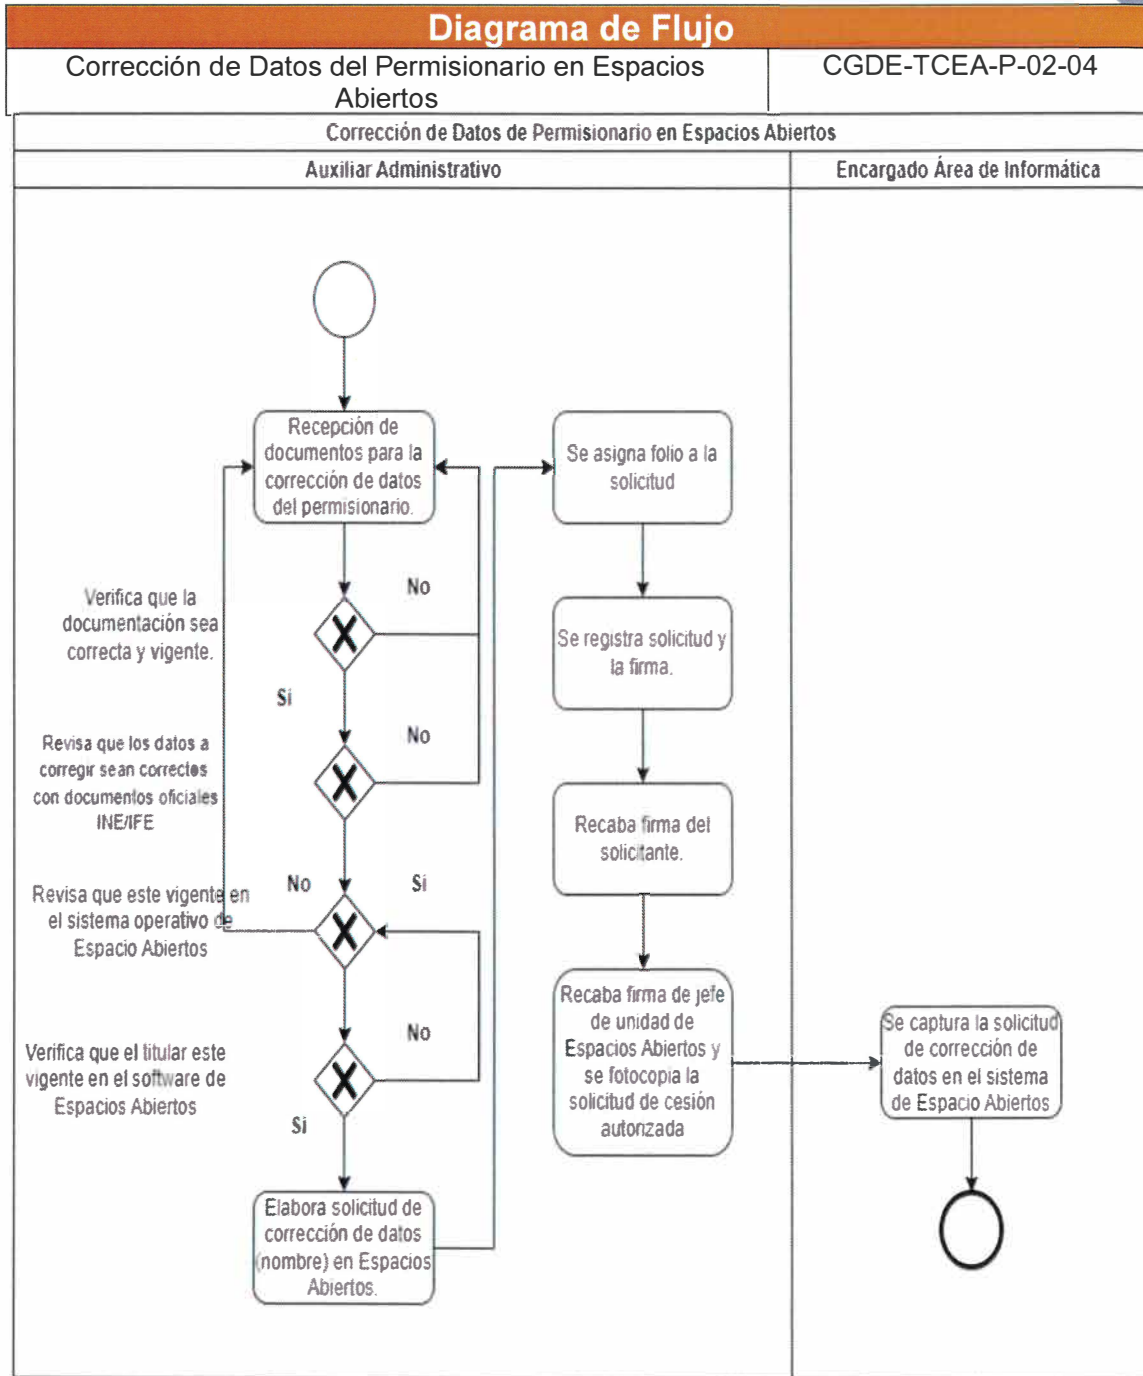 Diagrama de Flujo
Corrección de Datos del Permisionario en Espacios
Abiertos
CGDE-TCEA-P-02-04
Corrección de Datos de Permisionario en Espacios Abiertos
Auxiliar Administrativo
Encargado Área de Informática
Recepción de
documentos para la
corrección de datos
del permisionario.
Verifica que la
documentación sea
correcta y vigente.
No
Si
Revisa que los datos a
corregir sean correctos
con documentos oficiales
INE/IFE
No
Si
Revisa que este vigente en
el sistema operativo de
Espacio Abiertos
No
Verifica que el titular este
vigente en el software de
Espacios Abiertos
No
Si
Elabora solicitud de
corrección de datos
(nombre) en Espacios
Abiertos.
Se asigna folio a la
solicitud
Se registra solicitud y
la firma.
Recaba firma del
solicitante.
Recaba firma de jefe
de unidad de
Espacios Abiertos y
se fotocopia la
solicitud de cesión
autorizada
Se captura la solicitud
de corrección de
datos en el sistema
de Espacio Abiertos